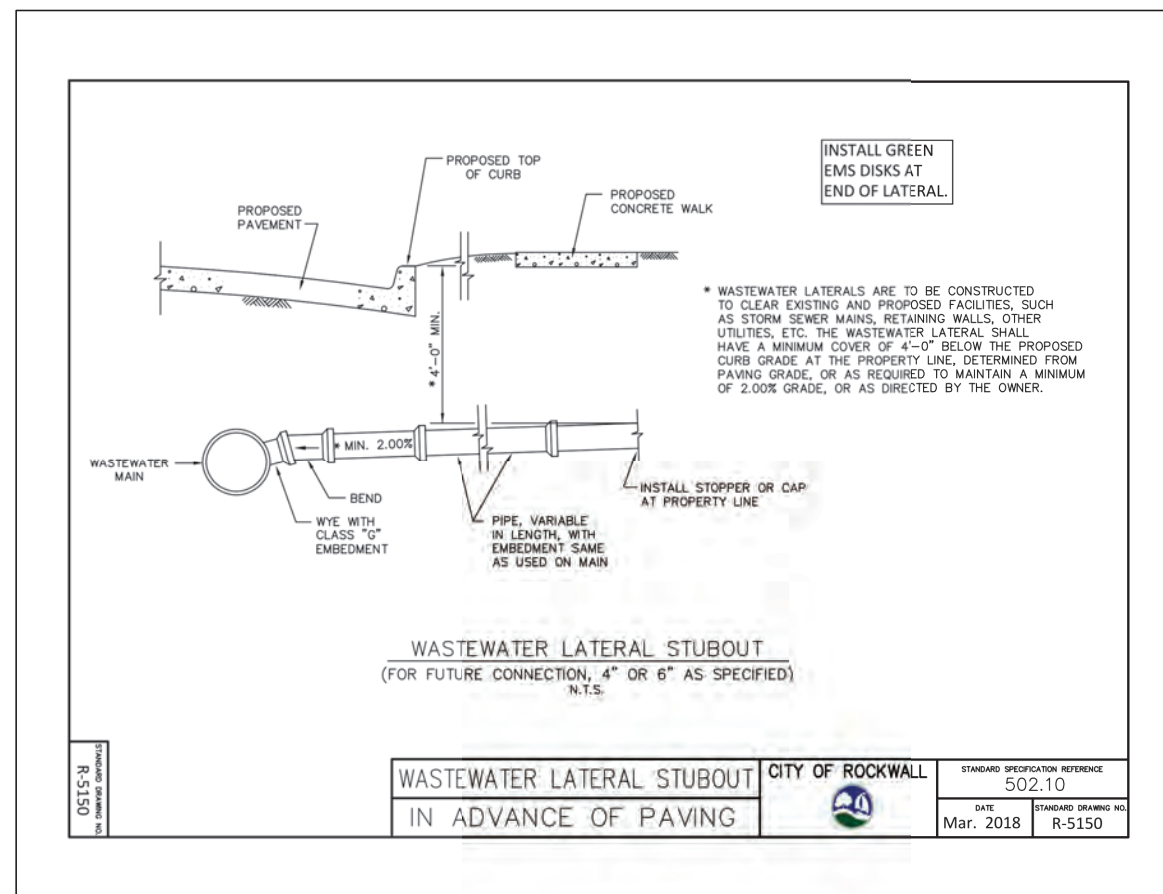 PROPOSED TOP
OF CURB
INSTALL GREEN
EMS DISKS AT
END OF LATERAL.
PROPOSED
CONCRETE WALK
PROPOSED
PAVEMENT
* WASTEWATER LATERALS ARE TO BE CONSTRUCTED
TO CLEAR EXISTING AND PROPOSED FACILITIES, SUCH
AS STORM SEWER MAINS, RETAINING WALLS, OTHER
UTILITIES, ETC. THE WASTEWATER LATERAL SHALL
HAVE A MINIMUM COVER OF 4'-0" BELOW THE PROPOSED
CURB GRADE AT THE PROPERTY LINE, DETERMINED FROM
PAVING GRADE, OR AS REQUIRED TO MAINTAIN A MINIMUM
OF 2.00% GRADE, OR AS DIRECTED BY THE OWNER.
* 4'-0" MIN.
* MIN. 2.00%
WASTEWATER
MAIN
BEND
WYE WITH
CLASS "G"
EMBEDMENT
PIPE, VARIABLE
IN LENGTH, WITH
EMBEDMENT SAME
AS USED ON MAIN
INSTALL STOPPER OR CAP
AT PROPERTY LINE
WASTEWATER LATERAL STUBOUT
(FOR FUTURE CONNECTION, 4" OR 6" AS SPECIFIED)
N.T.S.
STANDARD DRAWING NO.
R-5150
WASTEWATER LATERAL STUBOUT
IN ADVANCE OF PAVING
CITY OF ROCKWALL
STANDARD SPECIFICATION REFERENCE
502.10
DATE
Mar. 2018
STANDARD DRAWING NO.
R-5150